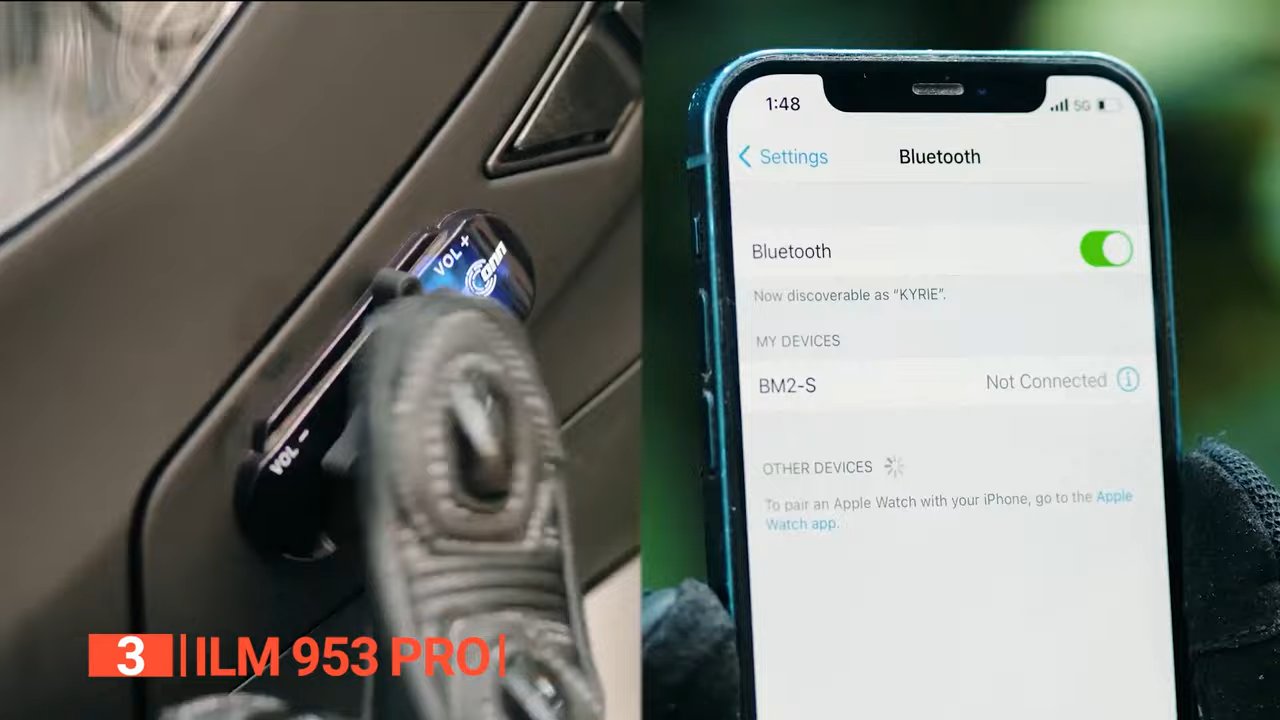 VOL +
Conn
VOL -
3 ILM 953 PRO
1:48
5G
Settings
Bluetooth
Bluetooth
Now discoverable as “KYRIE”.
MY DEVICES
BM2-S
Not Connected
OTHER DEVICES
To pair an Apple Watch with your iPhone, go to the Apple
Watch app.